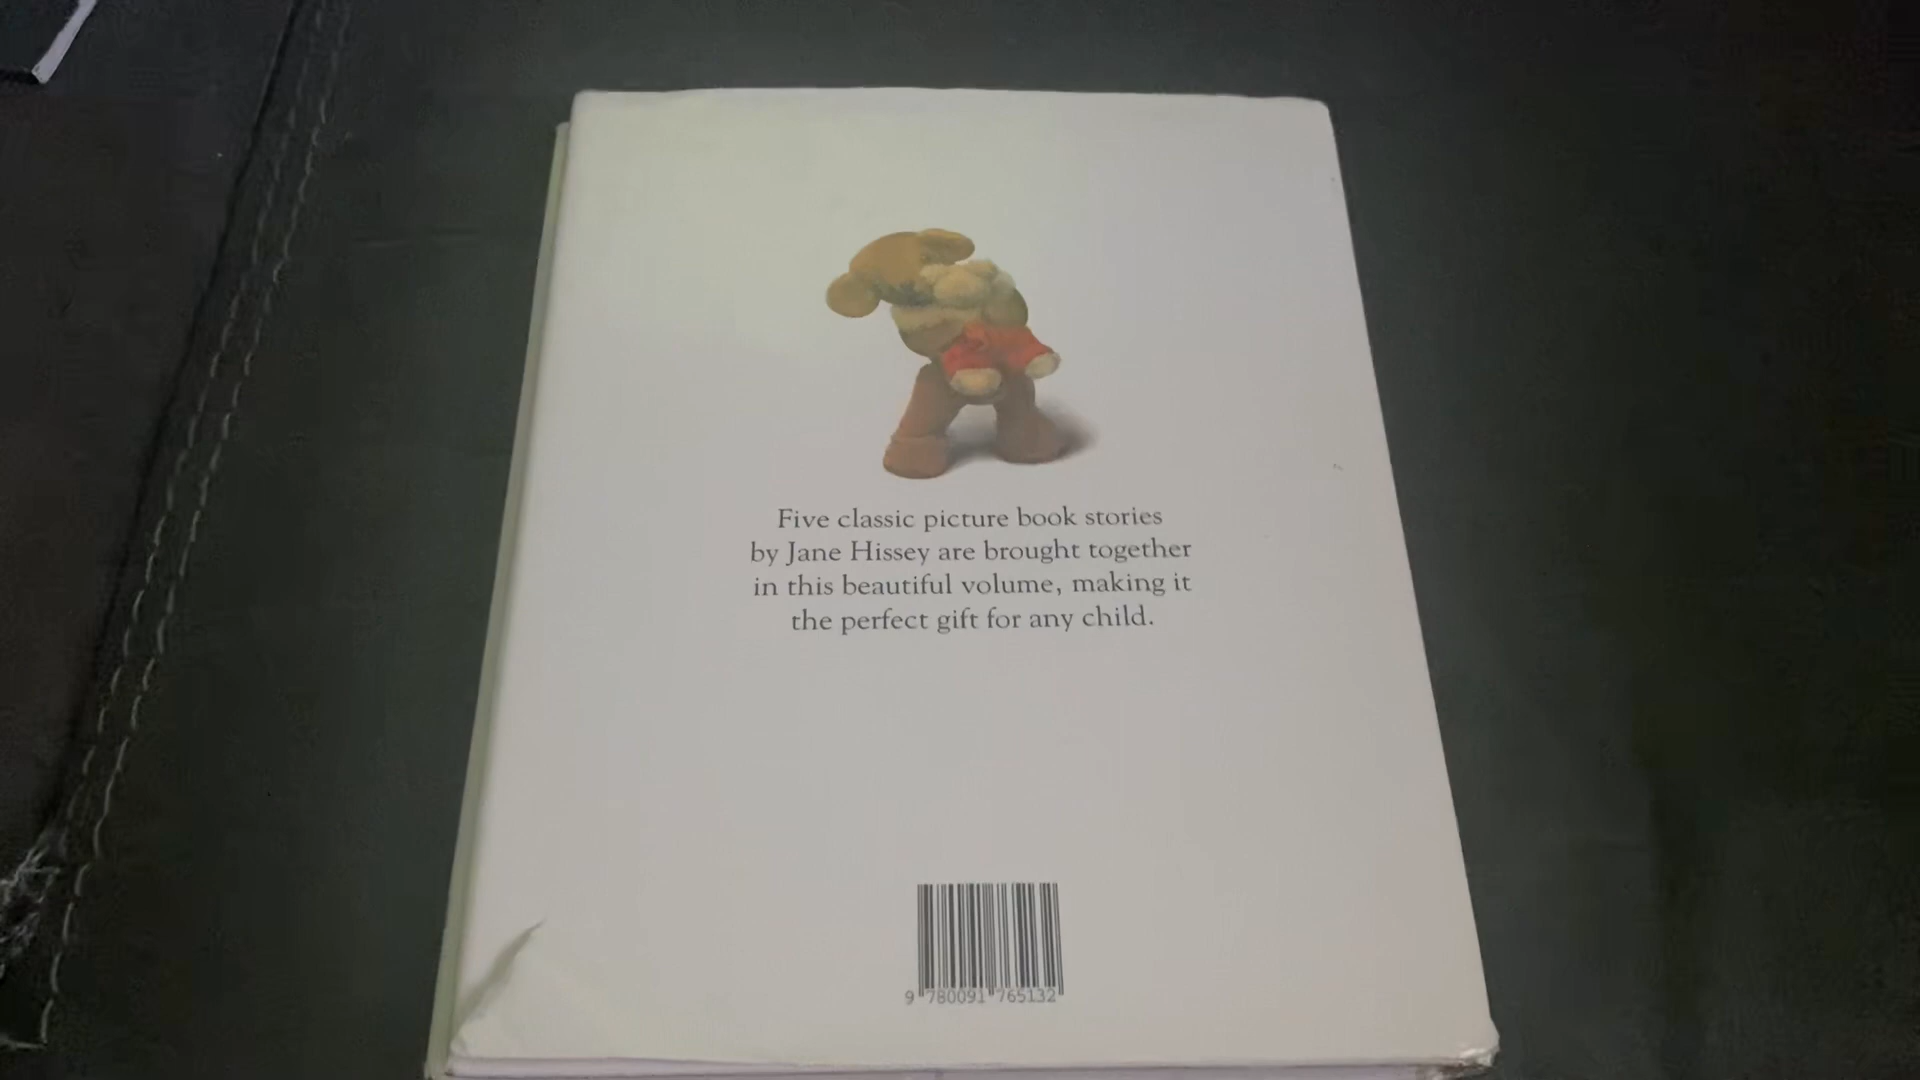 Five classic picture book stories
by Jane Hissey are brought together
in this beautiful volume, making it
the perfect gift for any child.
9 780091 765132